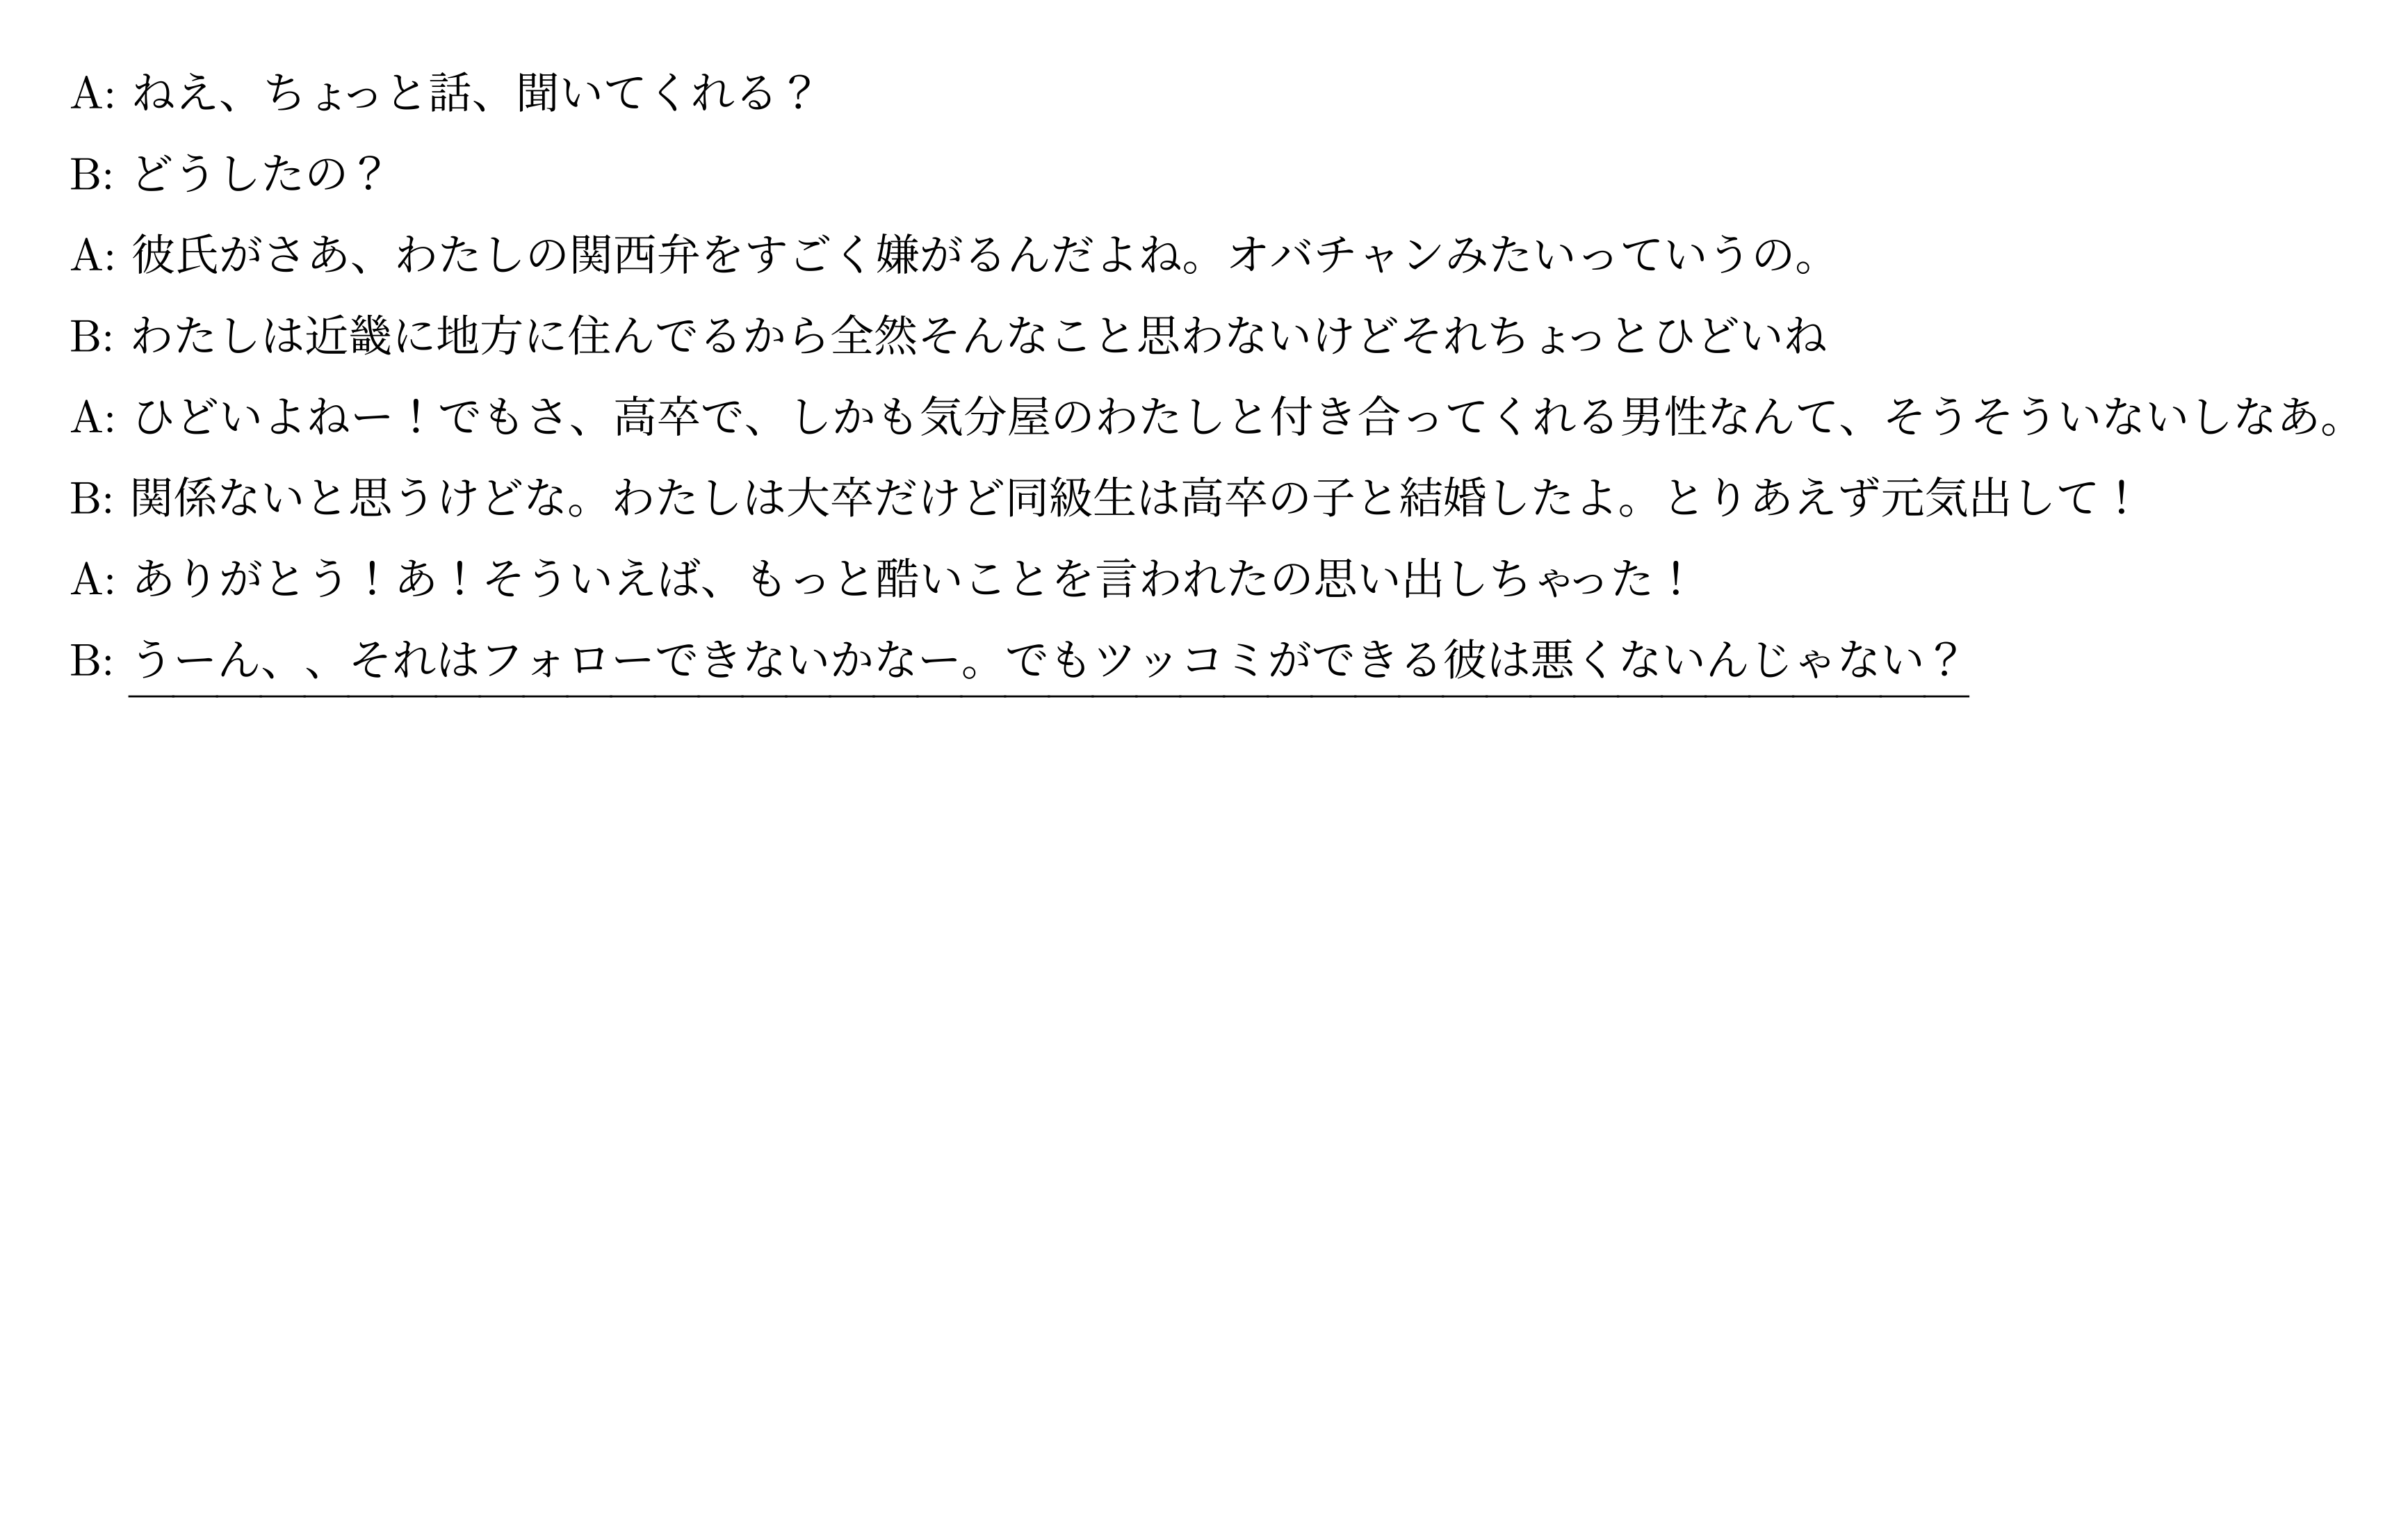 A: ねえ、ちょっと話、聞いてくれる？
B: どうしたの？
A: 彼氏がさあ、わたしの関西弁をすごく嫌がるんだよね。オバチャンみたいっていうの。
B: わたしは近畿に地方に住んでるから全然そんなこと思わないけどそれちょっとひどいね
A: ひどいよねー！でもさ、高卒で、しかも気分屋のわたしと付き合ってくれる男性なんて、そうそういないしなあ。
B: 関係ないと思うけどな。わたしは大卒だけど同級生は高卒の子と結婚したよ。とりあえず元気出して！
A: ありがとう！あ！そういえば、もっと酷いことを言われたの思い出しちゃった！
B: うーん、、それはフォローできないかなー。でもツッコミができる彼は悪くないんじゃない？